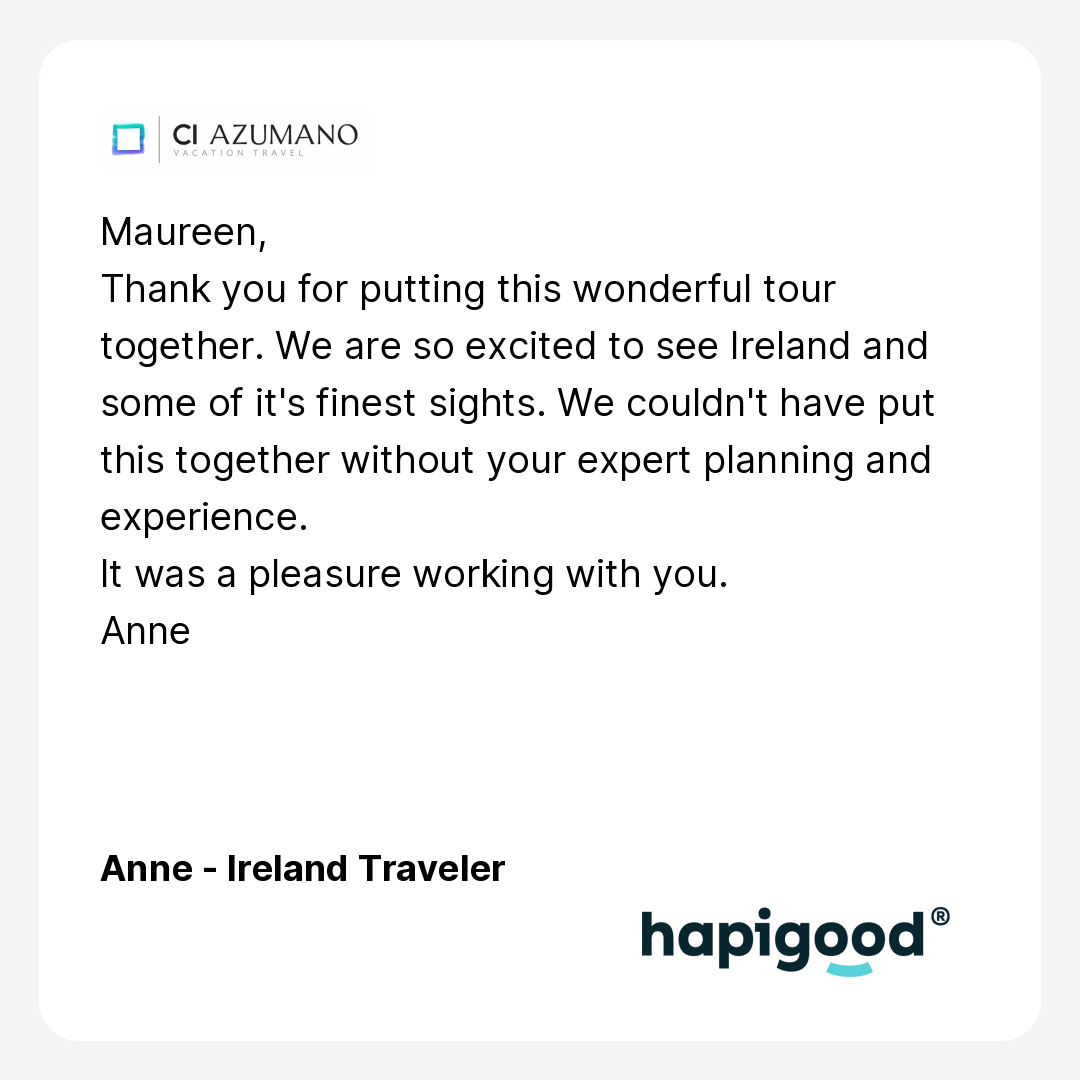 CI AZUMANO
VACATION TRAVEL
Maureen,
Thank you for putting this wonderful tour
together. We are so excited to see Ireland and
some of it's finest sights. We couldn't have put
this together without your expert planning and
experience.
It was a pleasure working with you.
Anne
Anne - Ireland Traveler
hapigood®